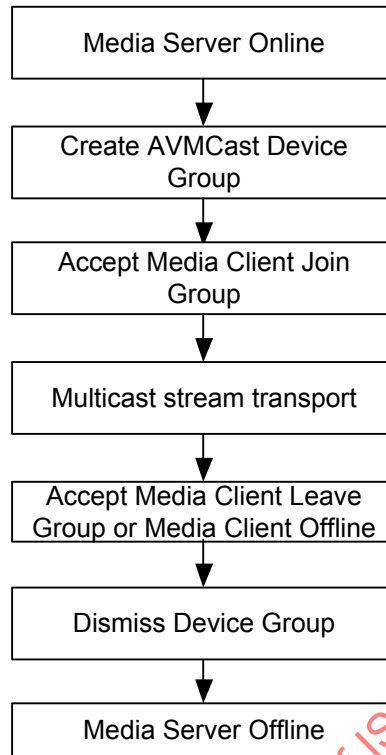 Media Server Online
Create AVMCast Device
Group
Accept Media Client Join
Group
Multicast stream transport
Accept Media Client Leave
Group or Media Client Offline
Dismiss Device Group
Media Server Offline